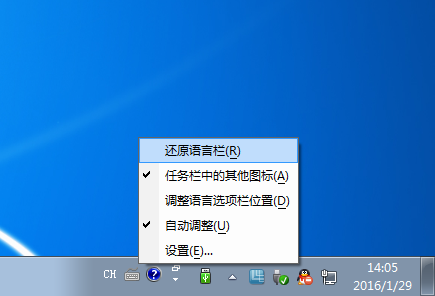 还原语言栏(R)
任务栏中的其他图标(A)
调整语言选项栏位置(D)
自动调整(U)
设置(E)...
CH
14:05
2016/1/29